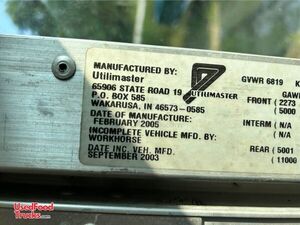 MANUFACTURED BY:
Utilimaster
65906 STATE ROAD 19
P.O. BOX 585
WAKARUSA, IN 46573-0585
DATE OF MANUFACTURED:
FEBRUARY 2005
INCOMPLETE VEHICLE MFD. BY:
WORKHORSE
DATE INC. VEH. MFD.
SEPTEMBER 2003
UTILIMASTER
GVWR 6819 K
GAW
FRONT (2273
(5000
INTERM (N/A
(N/A
REAR (5001
(11000
UsedFood
Trucks.com